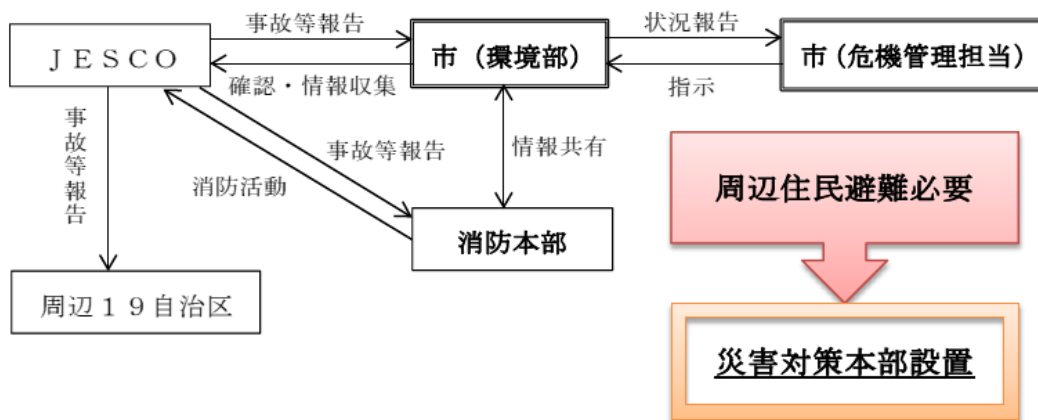 事故等報告
状況報告
ＪＥＳＣＯ
市（環境部）
市（危機管理担当）
確認・情報収集
指示
事故等報告
事故等報告
情報共有
消防活動
周辺住民避難必要
消防本部
周辺１９自治区
災害対策本部設置